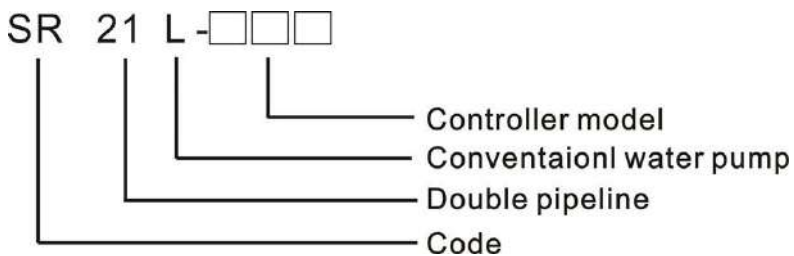 SR 21 L -□□□
Controller model
Conventaionl water pump
Double pipeline
Code